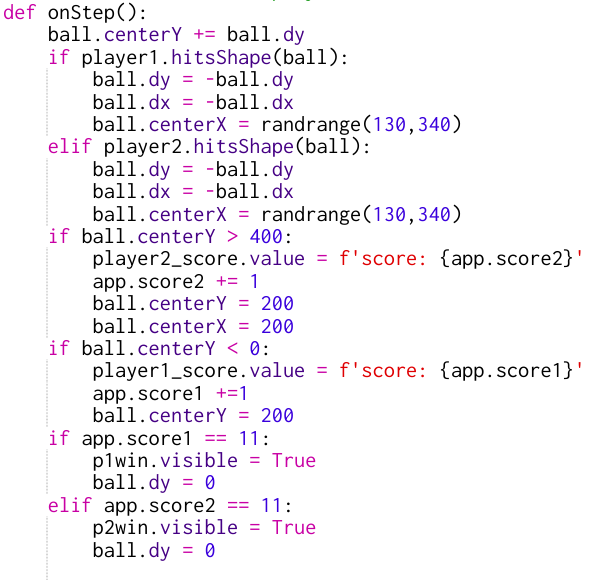 def onStep():
    ball.centerY += ball.dy
    if player1.hitsShape(ball):
        ball.dy = -ball.dy
        ball.dx = -ball.dx
        ball.centerX = randrange(130,340)
    elif player2.hitsShape(ball):
        ball.dy = -ball.dy
        ball.dx = -ball.dx
        ball.centerX = randrange(130,340)
    if ball.centerY > 400:
        player2_score.value = f'score: {app.score2}'
        app.score2 += 1
        ball.centerY = 200
        ball.centerX = 200
    if ball.centerY < 0:
        player1_score.value = f'score: {app.score1}'
        app.score1 +=1
        ball.centerY = 200
    if app.score1 == 11:
        p1win.visible = True
        ball.dy = 0
    elif app.score2 == 11:
        p2win.visible = True
        ball.dy = 0